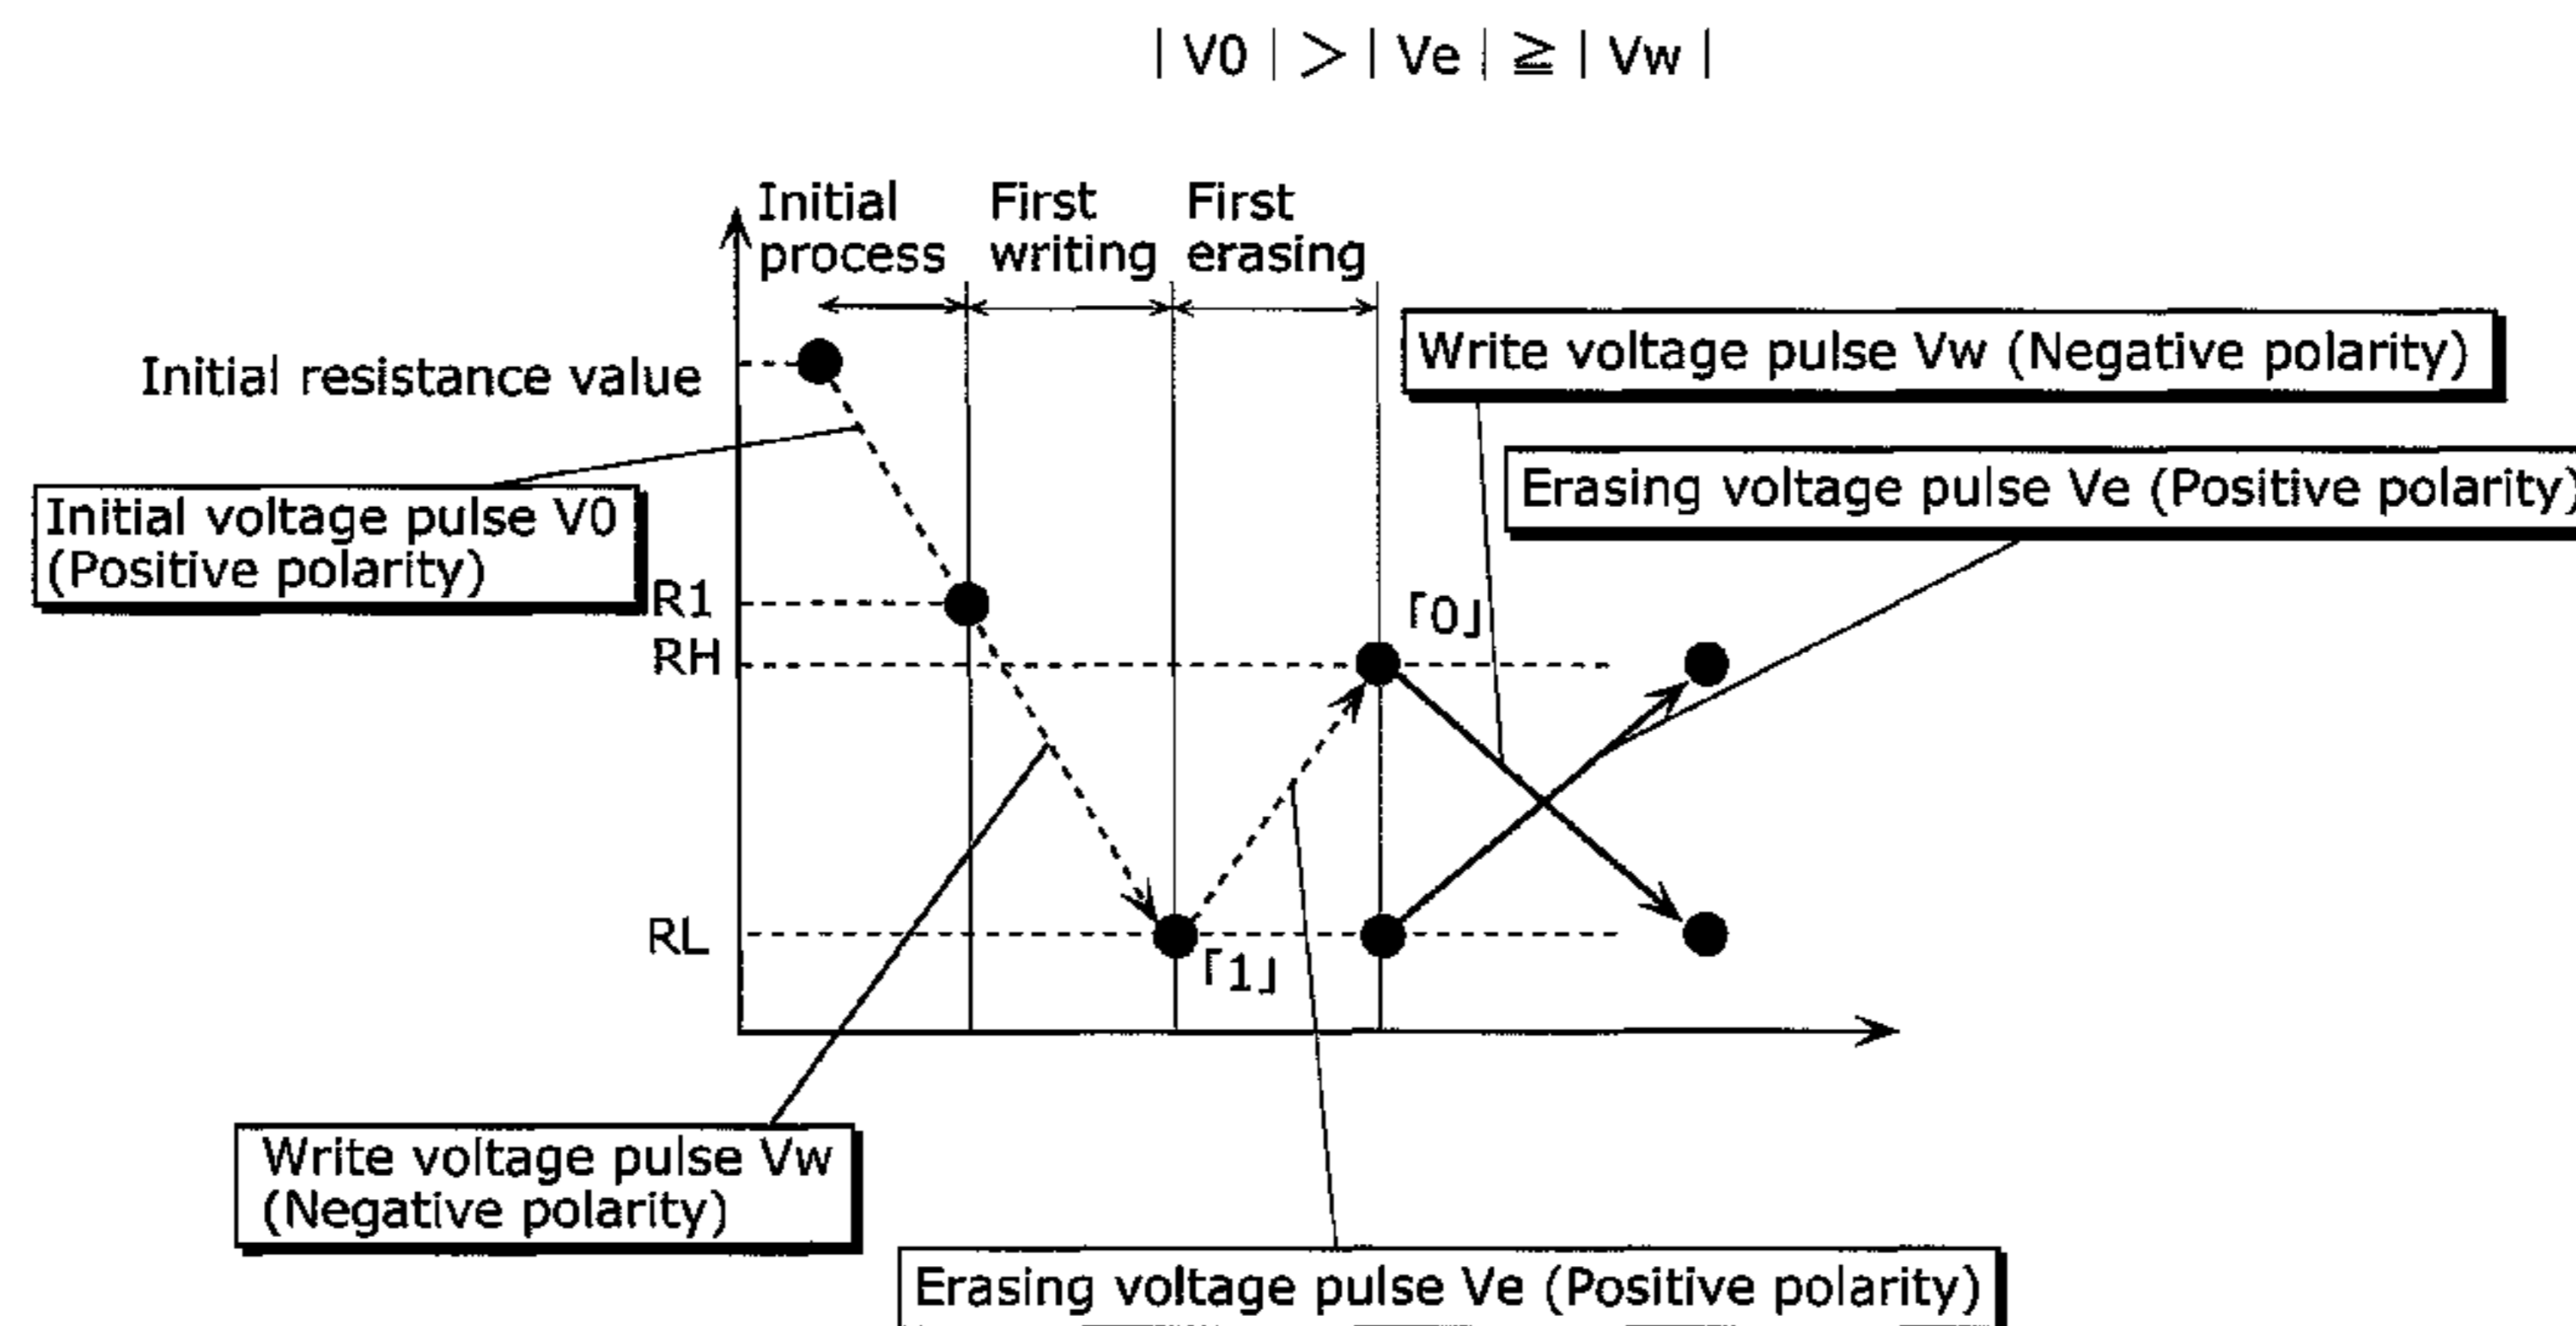 | V0 | > | Ve | ≧ | Vw |
Initial
process
First
writing
First
erasing
Write voltage pulse Vw (Negative polarity)
Initial resistance value
Erasing voltage pulse Ve (Positive polarity)
Initial voltage pulse V0
(Positive polarity)
R1
「0」
RH
RL
「1」
Write voltage pulse Vw
(Negative polarity)
Erasing voltage pulse Ve (Positive polarity)